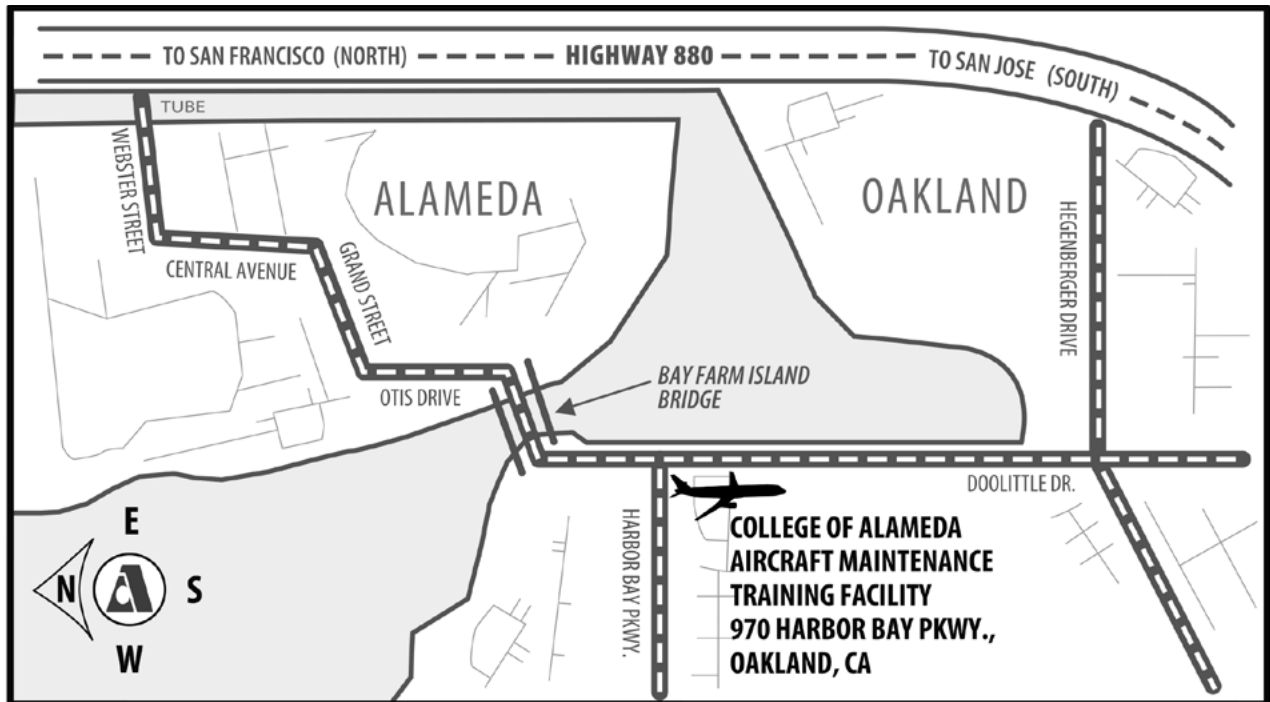 TO SAN FRANCISCO (NORTH)
HIGHWAY 880
TO SAN JOSE (SOUTH)
TUBE
WEBSTER STREET
ALAMEDA
OAKLAND
CENTRAL AVENUE
GRAND STREET
HEGENBERGER DRIVE
OTIS DRIVE
BAY FARM ISLAND
BRIDGE
DOOLITTLE DR.
HARBOR BAY PKWY.
COLLEGE OF ALAMEDA
AIRCRAFT MAINTENANCE
TRAINING FACILITY
970 HARBOR BAY PKWY.,
OAKLAND, CA
E
N
S
W